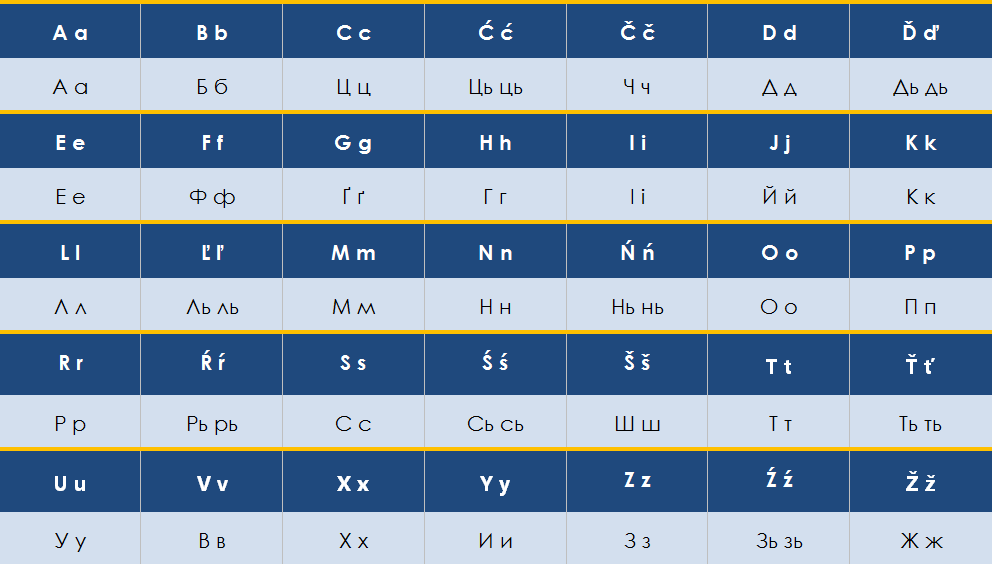 A a B b C c Ć ć Č č D d Ď ď
А а Б б Ц ц Ць ць Ч ч Д д Дь дь
E e F f G g H h I i J j K k
Е е Ф ф Ґ ґ Г г І і Й й К к
L l Ľ ľ M m N n Ń ń O o P p
Л л Ль ль М м Н н Нь нь О о П п
R r Ŕ ŕ S s Ś ś Š š T t Ť ť
Р р Рь рь С с Сь сь Ш ш Т т Ть ть
U u V v X x Y y Z z Ź ź Ž ž
У у В в Х х И и З з Зь зь Ж ж